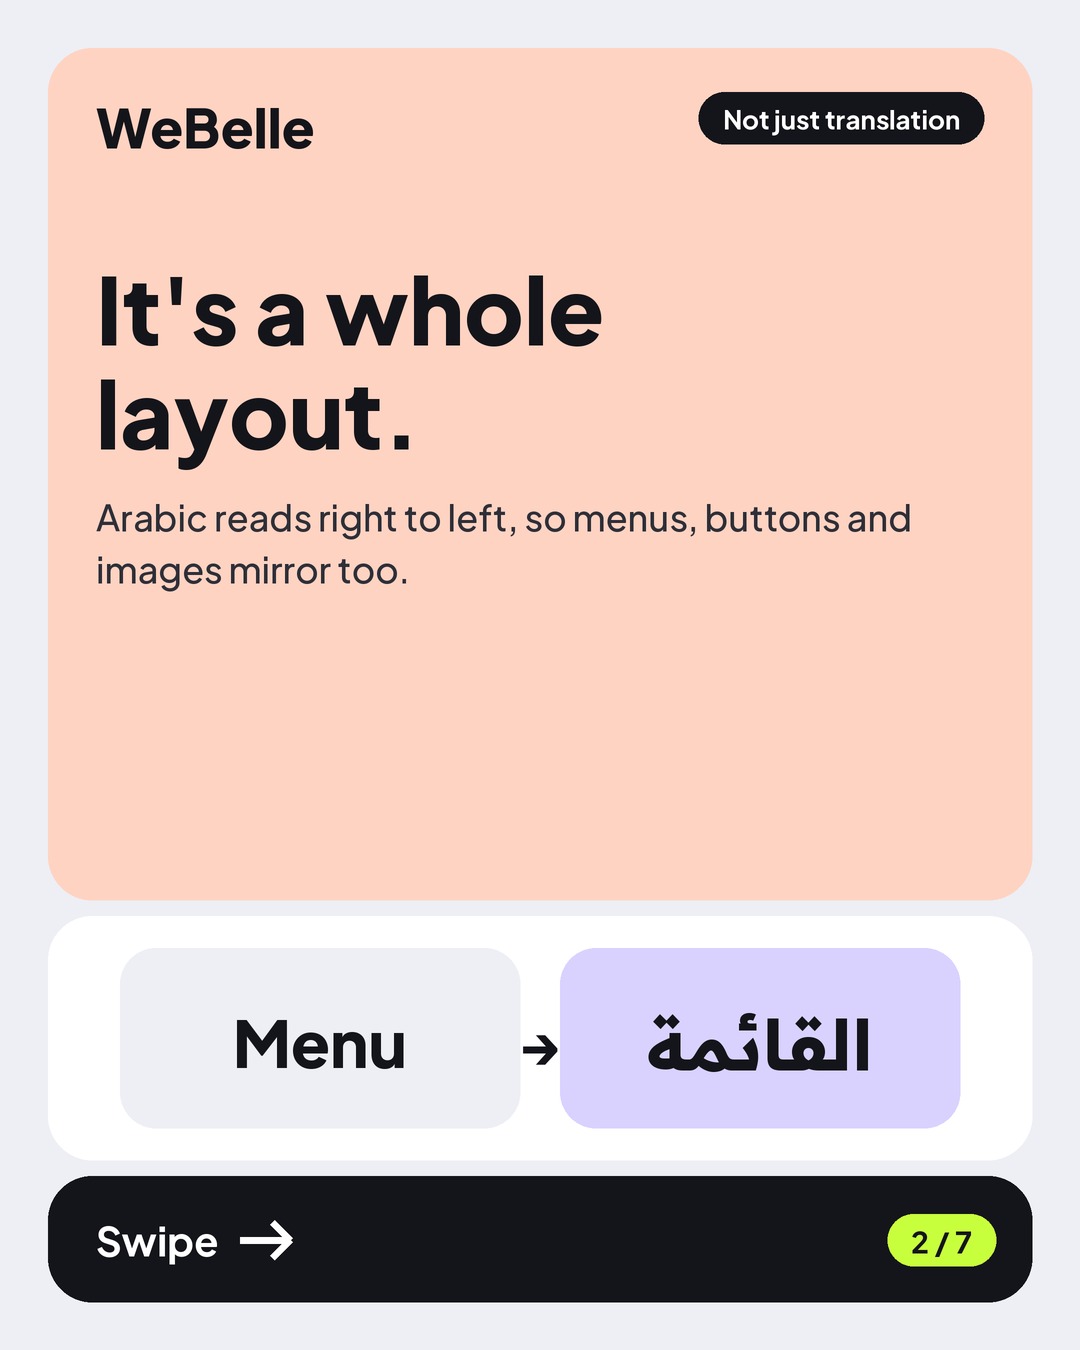 WeBelle
Not just translation
It's a whole
layout.
Arabic reads right to left, so menus, buttons and
images mirror too.
Menu → القائمة
Swipe →
2 / 7